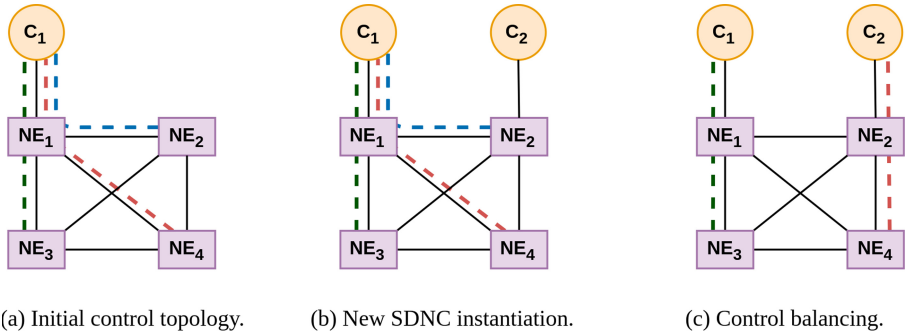 C1
C1
C2
C1
C2
NE1
NE2
NE1
NE2
NE1
NE2
NE3
NE4
NE3
NE4
NE3
NE4
(a) Initial control topology.
(b) New SDNC instantiation.
(c) Control balancing.